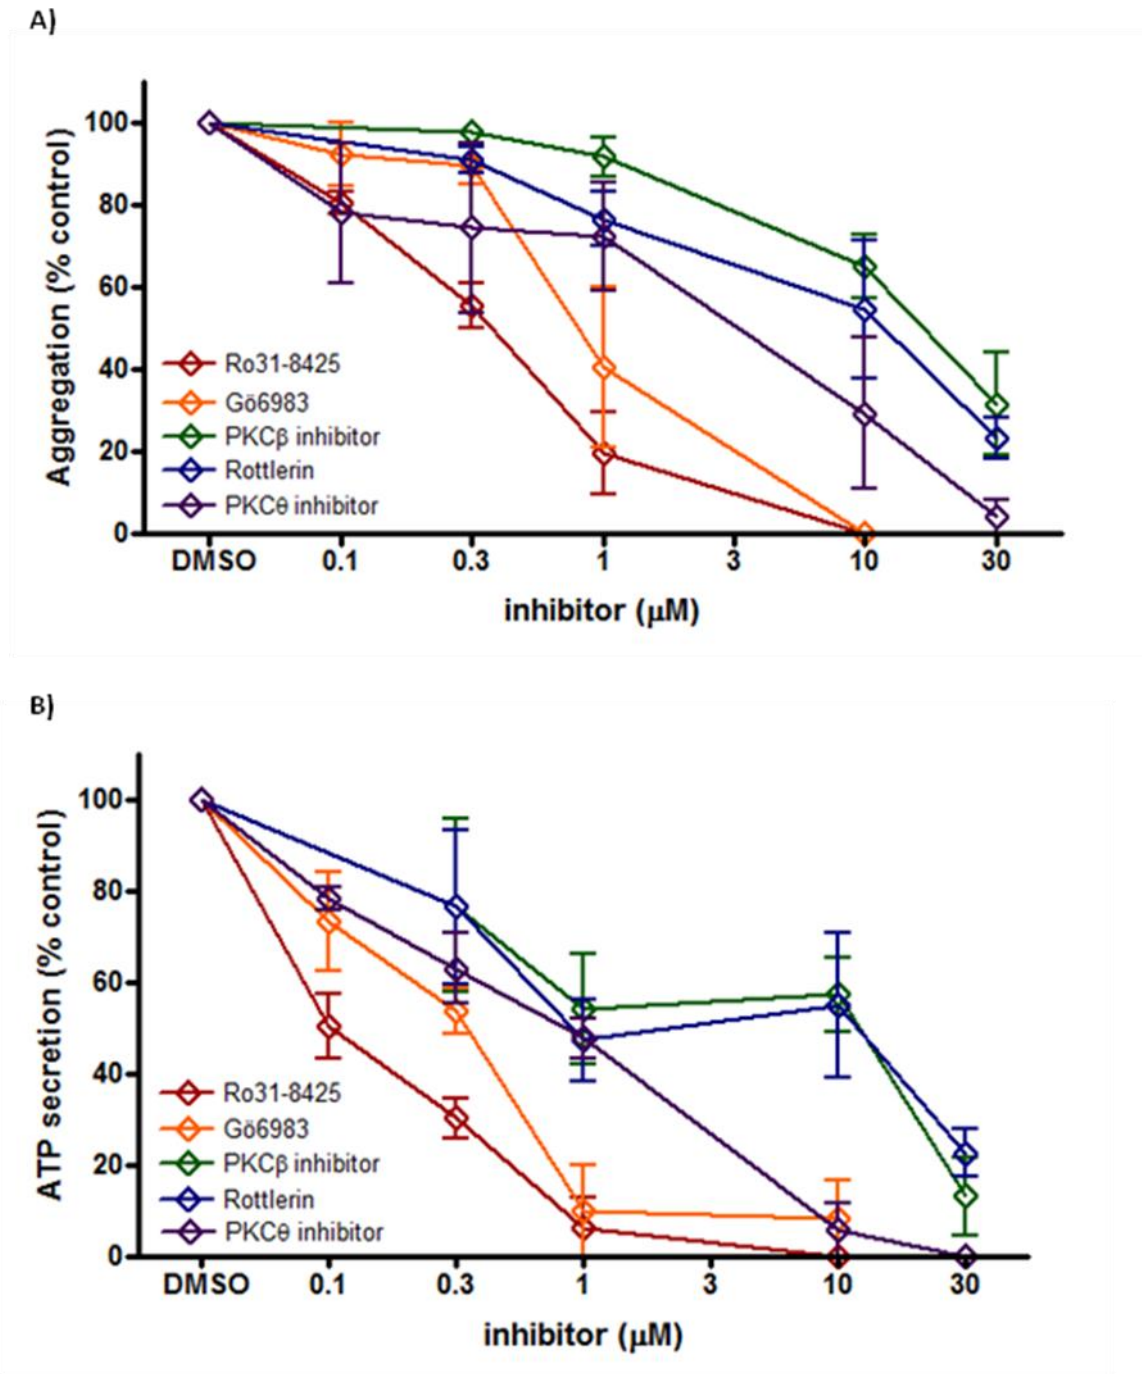 A)
Aggregation (% control)
100
80
60
40
20
0
Ro31-8425
Gö6983
PKCβ inhibitor
Rottlerin
PKCθ inhibitor
DMSO 0.1 0.3 1 3 10 30
inhibitor (μM)
B)
ATP secretion (% control)
100
80
60
40
20
0
Ro31-8425
Gö6983
PKCβ inhibitor
Rottlerin
PKCθ inhibitor
DMSO 0.1 0.3 1 3 10 30
inhibitor (μM)